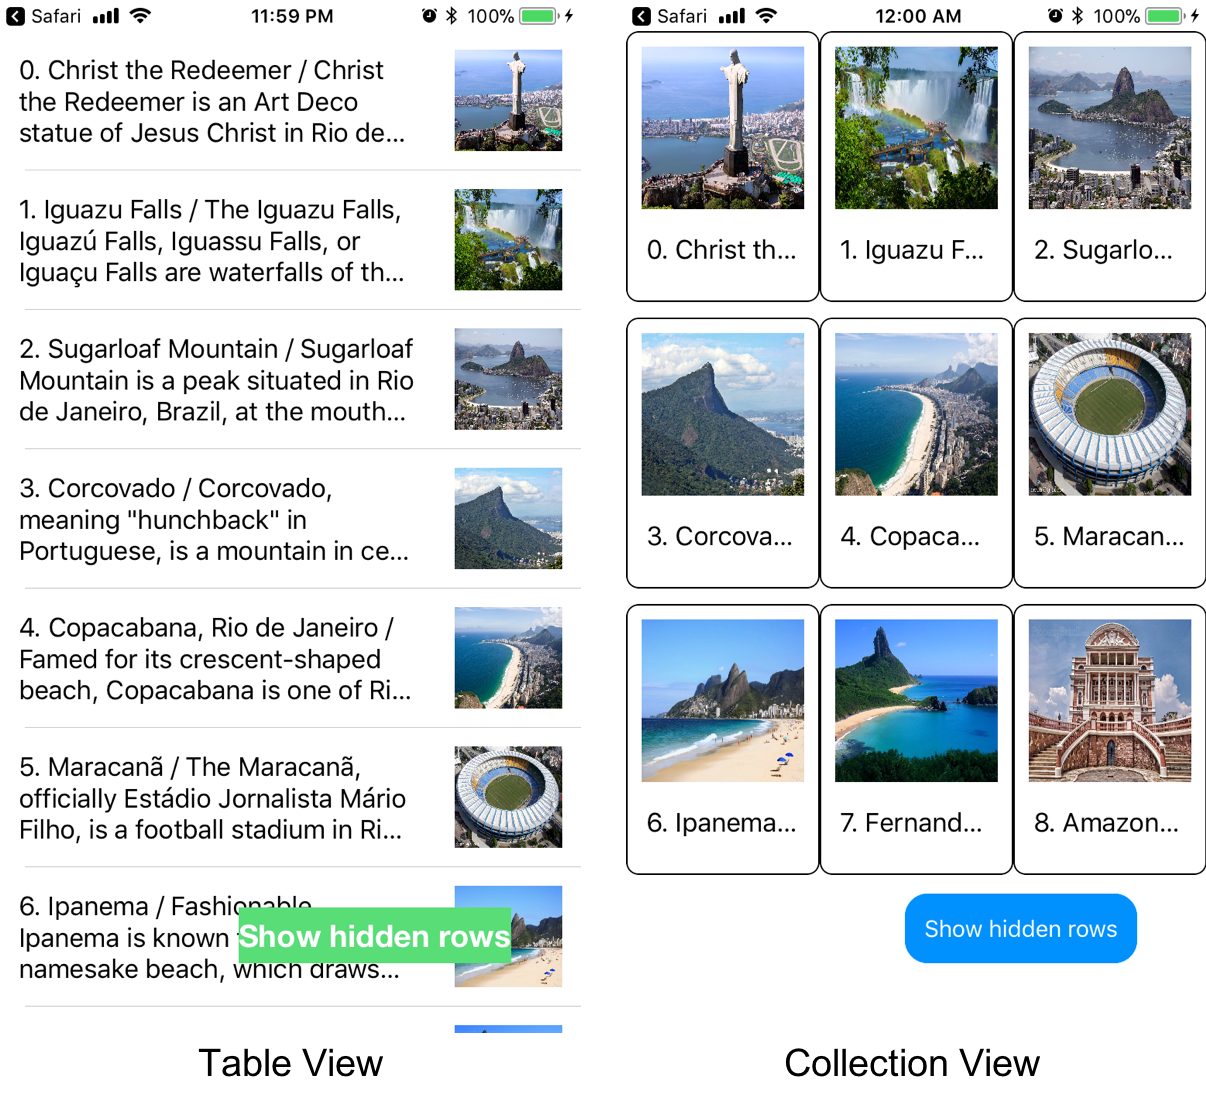 Safari 11:59 PM 100%
0. Christ the Redeemer / Christ
the Redeemer is an Art Deco
statue of Jesus Christ in Rio de...
1. Iguazu Falls / The Iguazu Falls,
Iguazú Falls, Iguassu Falls, or
Iguaçu Falls are waterfalls of th...
2. Sugarloaf Mountain / Sugarloaf
Mountain is a peak situated in Rio
de Janeiro, Brazil, at the mouth...
3. Corcovado / Corcovado,
meaning "hunchback" in
Portuguese, is a mountain in ce...
4. Copacabana, Rio de Janeiro /
Famed for its crescent-shaped
beach, Copacabana is one of Ri...
5. Maracanã / The Maracanã,
officially Estádio Jornalista Mário
Filho, is a football stadium in Ri...
6. Ipanema / Fashionable
Ipanema is known
namesake beach, which draws...
Show hidden rows
Table View
Safari 12:00 AM 100%
0. Christ th...
1. Iguazu F...
2. Sugarlo...
3. Corcova...
4. Copaca...
5. Maracan...
6. Ipanema...
7. Fernand...
8. Amazon...
Show hidden rows
Collection View